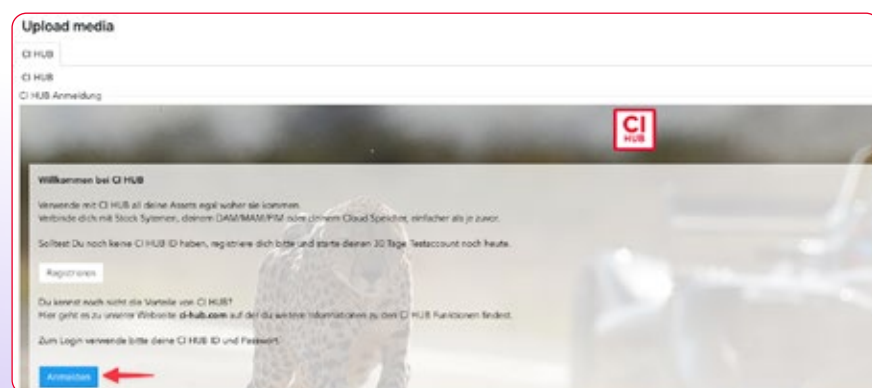 Upload media
CI HUB
CI HUB
CI HUB Anmeldung
CI
HUB
Willkommen bei CI HUB
Verwende mit CI HUB all deine Assets egal woher sie kommen.
Verbinde dich mit Stock Sytemen, deinem DAM/MAM/PIM oder deinem Cloud Speicher, einfacher als je zuvor.
Solltest Du noch keine CI HUB ID haben, registriere dich bitte und starte deinen 30 Tage Testaccount noch heute.
Registrieren
Du kennst noch nicht die Vorteile von CI HUB?
Hier geht es zu unserer Webseite ci-hub.com auf der du weitere Informationen zu den CI HUB Funktionen findest.
Zum Login verwende bitte deine CI HUB ID und Passwort.
Anmelden